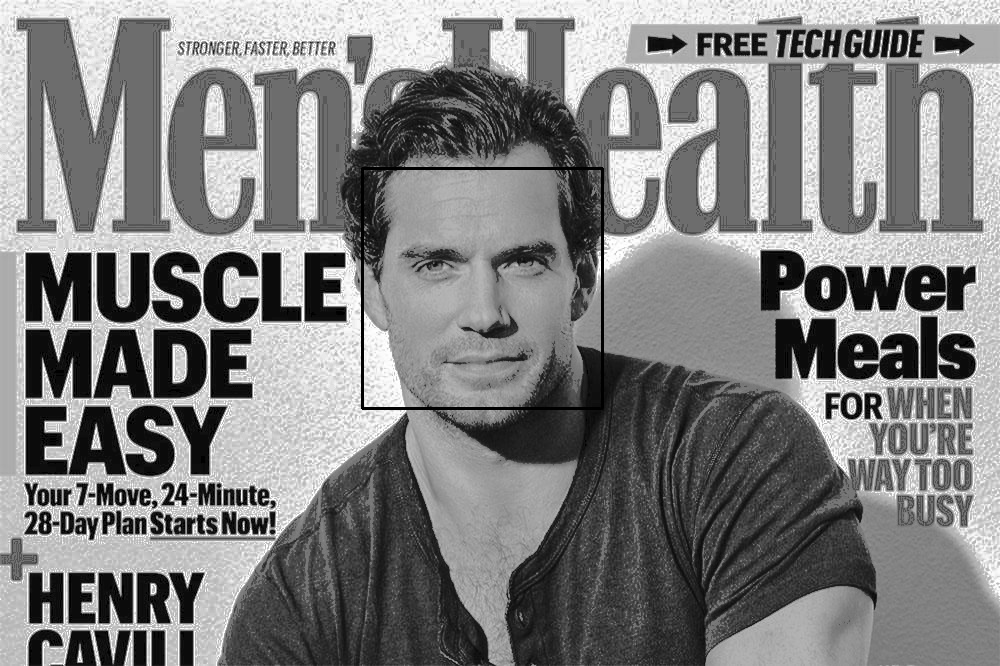 Men's Health
STRONGER, FASTER, BETTER
FREE TECH GUIDE
MUSCLE
MADE
EASY
Your 7-Move, 24-Minute,
28-Day Plan Starts Now!
HENRY
CAVILL
Power
Meals
FOR WHEN
YOU'RE
WAY TOO
BUSY